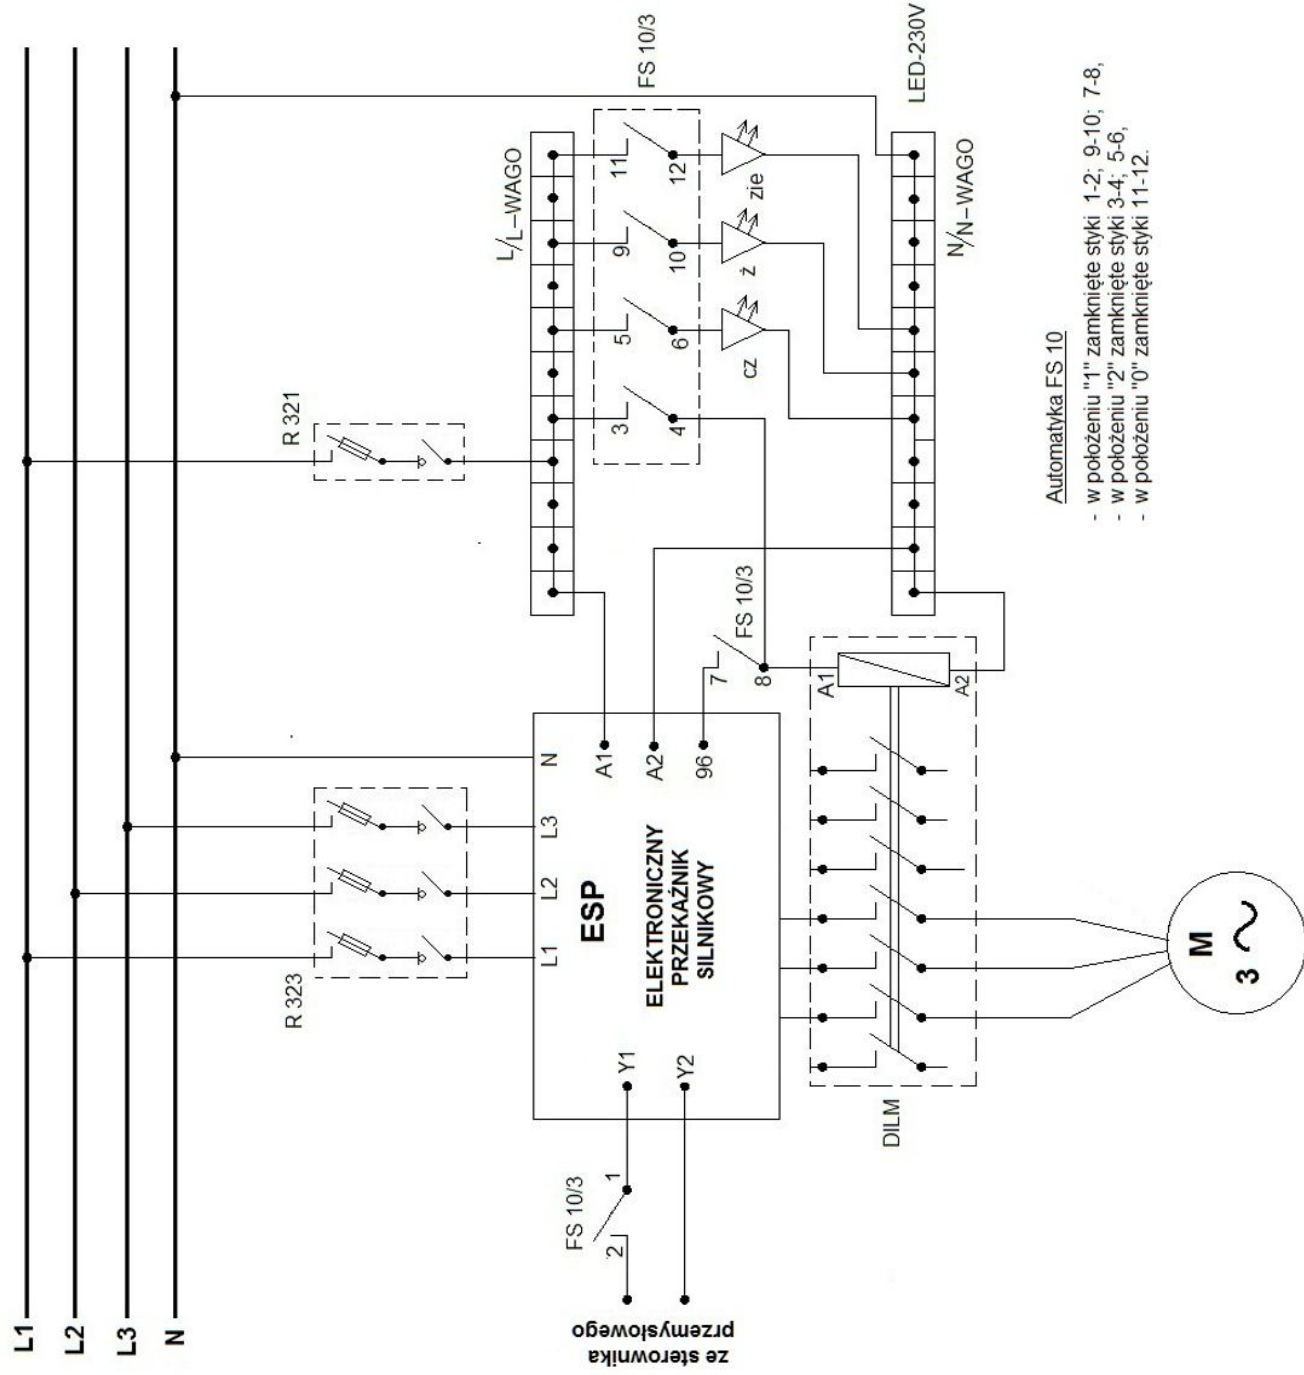 L1
L2
L3
N
R 323
R 321
L/L–WAGO
FS 10/3
11
9
5
3
12
10
6
4
zie
ż
cz
LED-230V
N/N–WAGO
L1
L2
L3
N
ESP
ELEKTRONICZNY
PRZEKAŹNIK
SILNIKOWY
A1
A2
96
Y1
Y2
FS 10/3
2
1
ze sterownika
przemysłowego
FS 10/3
7
8
A1
A2
DILM
M
3
Automatyka FS 10
- w położeniu "1" zamknięte styki 1-2; 9-10; 7-8,
- w położeniu "2" zamknięte styki 3-4; 5-6,
- w położeniu "0" zamknięte styki 11-12.